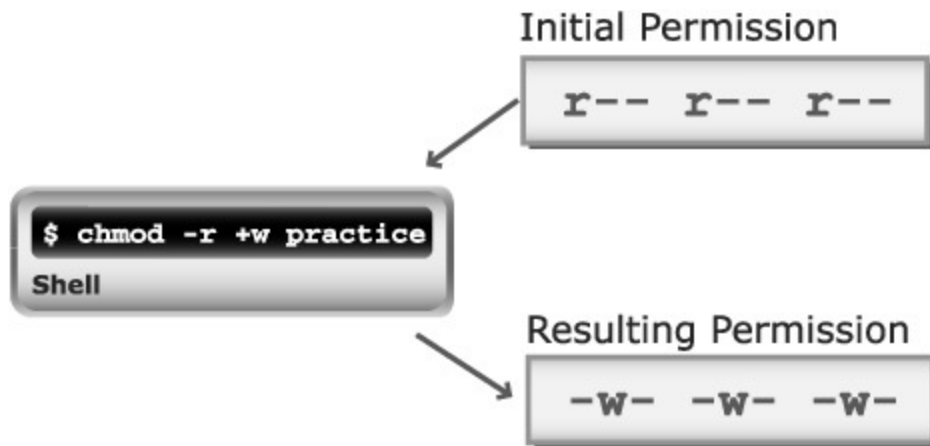 Initial Permission
r-- r-- r--
$ chmod -r +w practice
Shell
Resulting Permission
-w- -w- -w-